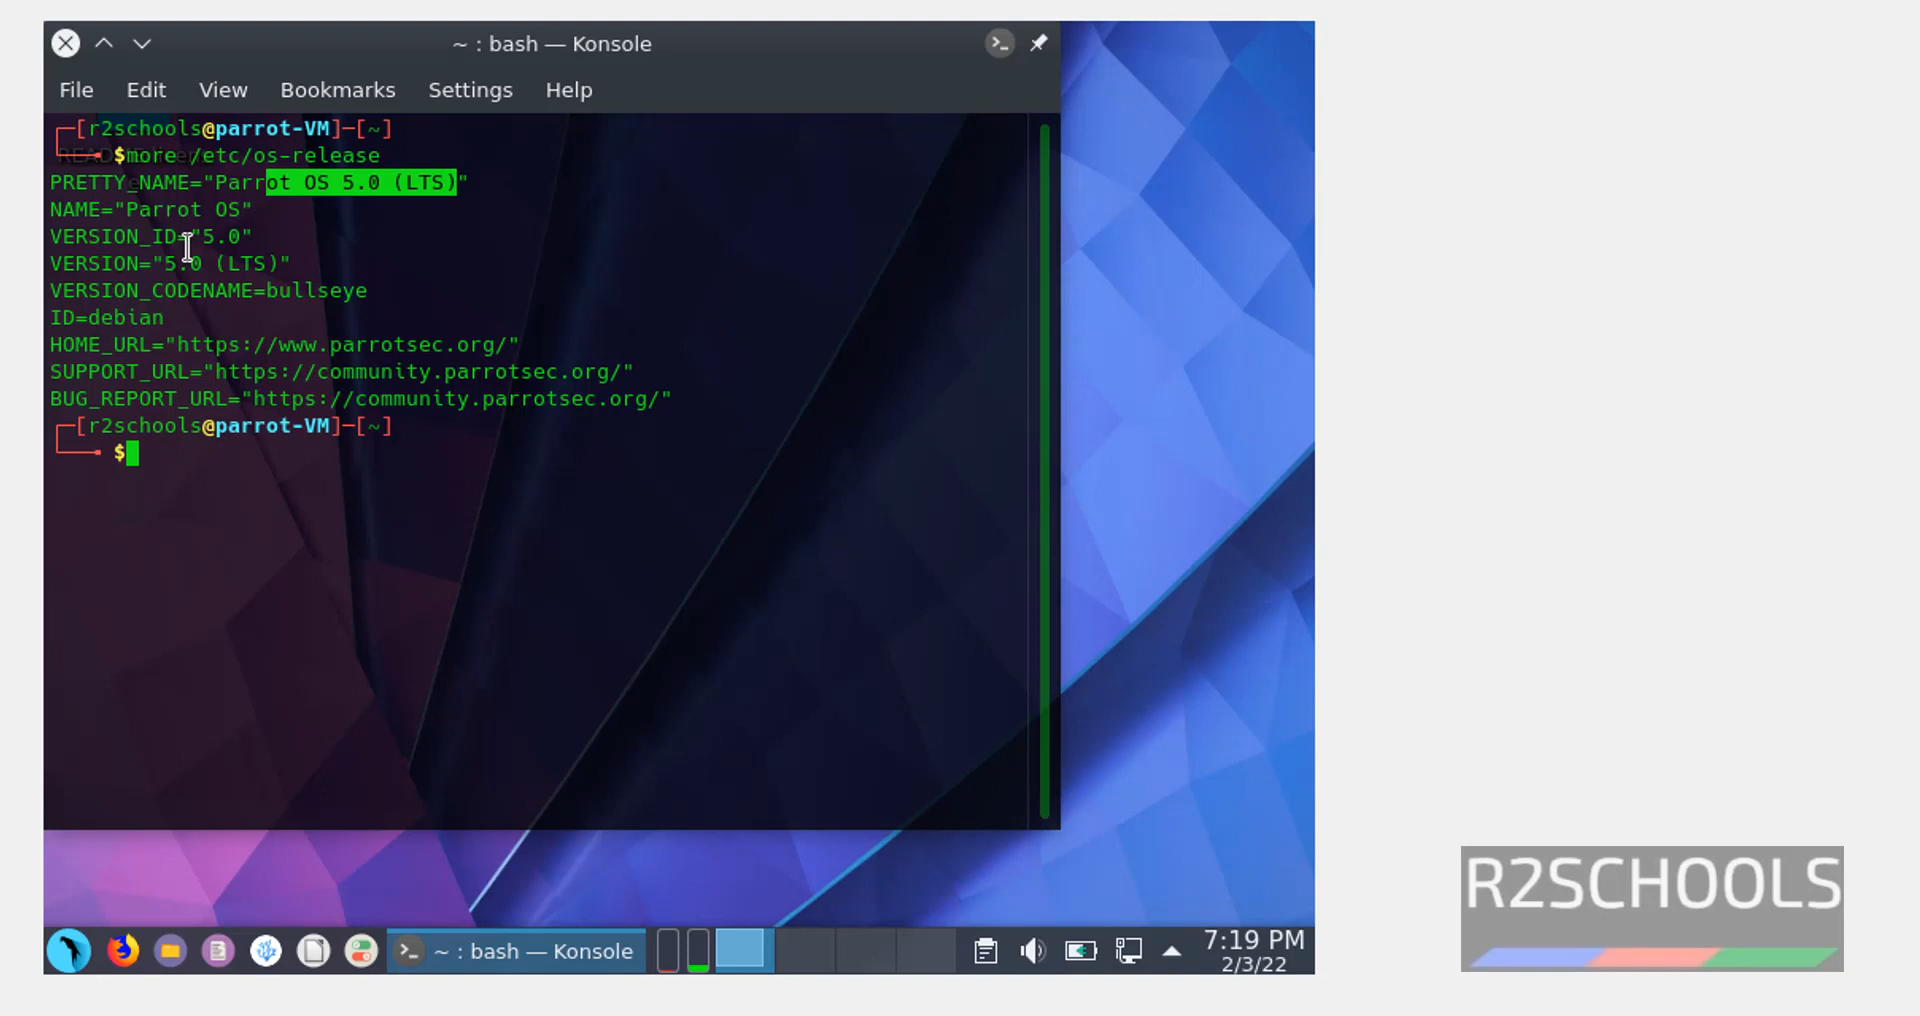 ~ : bash — Konsole
File Edit View Bookmarks Settings Help
┌─[r2schools@parrot-VM]─[~]
└──╼ $more /etc/os-release
PRETTY_NAME="Parrot OS 5.0 (LTS)"
NAME="Parrot OS"
VERSION_ID="5.0"
VERSION="5.0 (LTS)"
VERSION_CODENAME=bullseye
ID=debian
HOME_URL="https://www.parrotsec.org/"
SUPPORT_URL="https://community.parrotsec.org/"
BUG_REPORT_URL="https://community.parrotsec.org/"
┌─[r2schools@parrot-VM]─[~]
└──╼ $
~ : bash — Konsole
7:19 PM
2/3/22
R2SCHOOLS